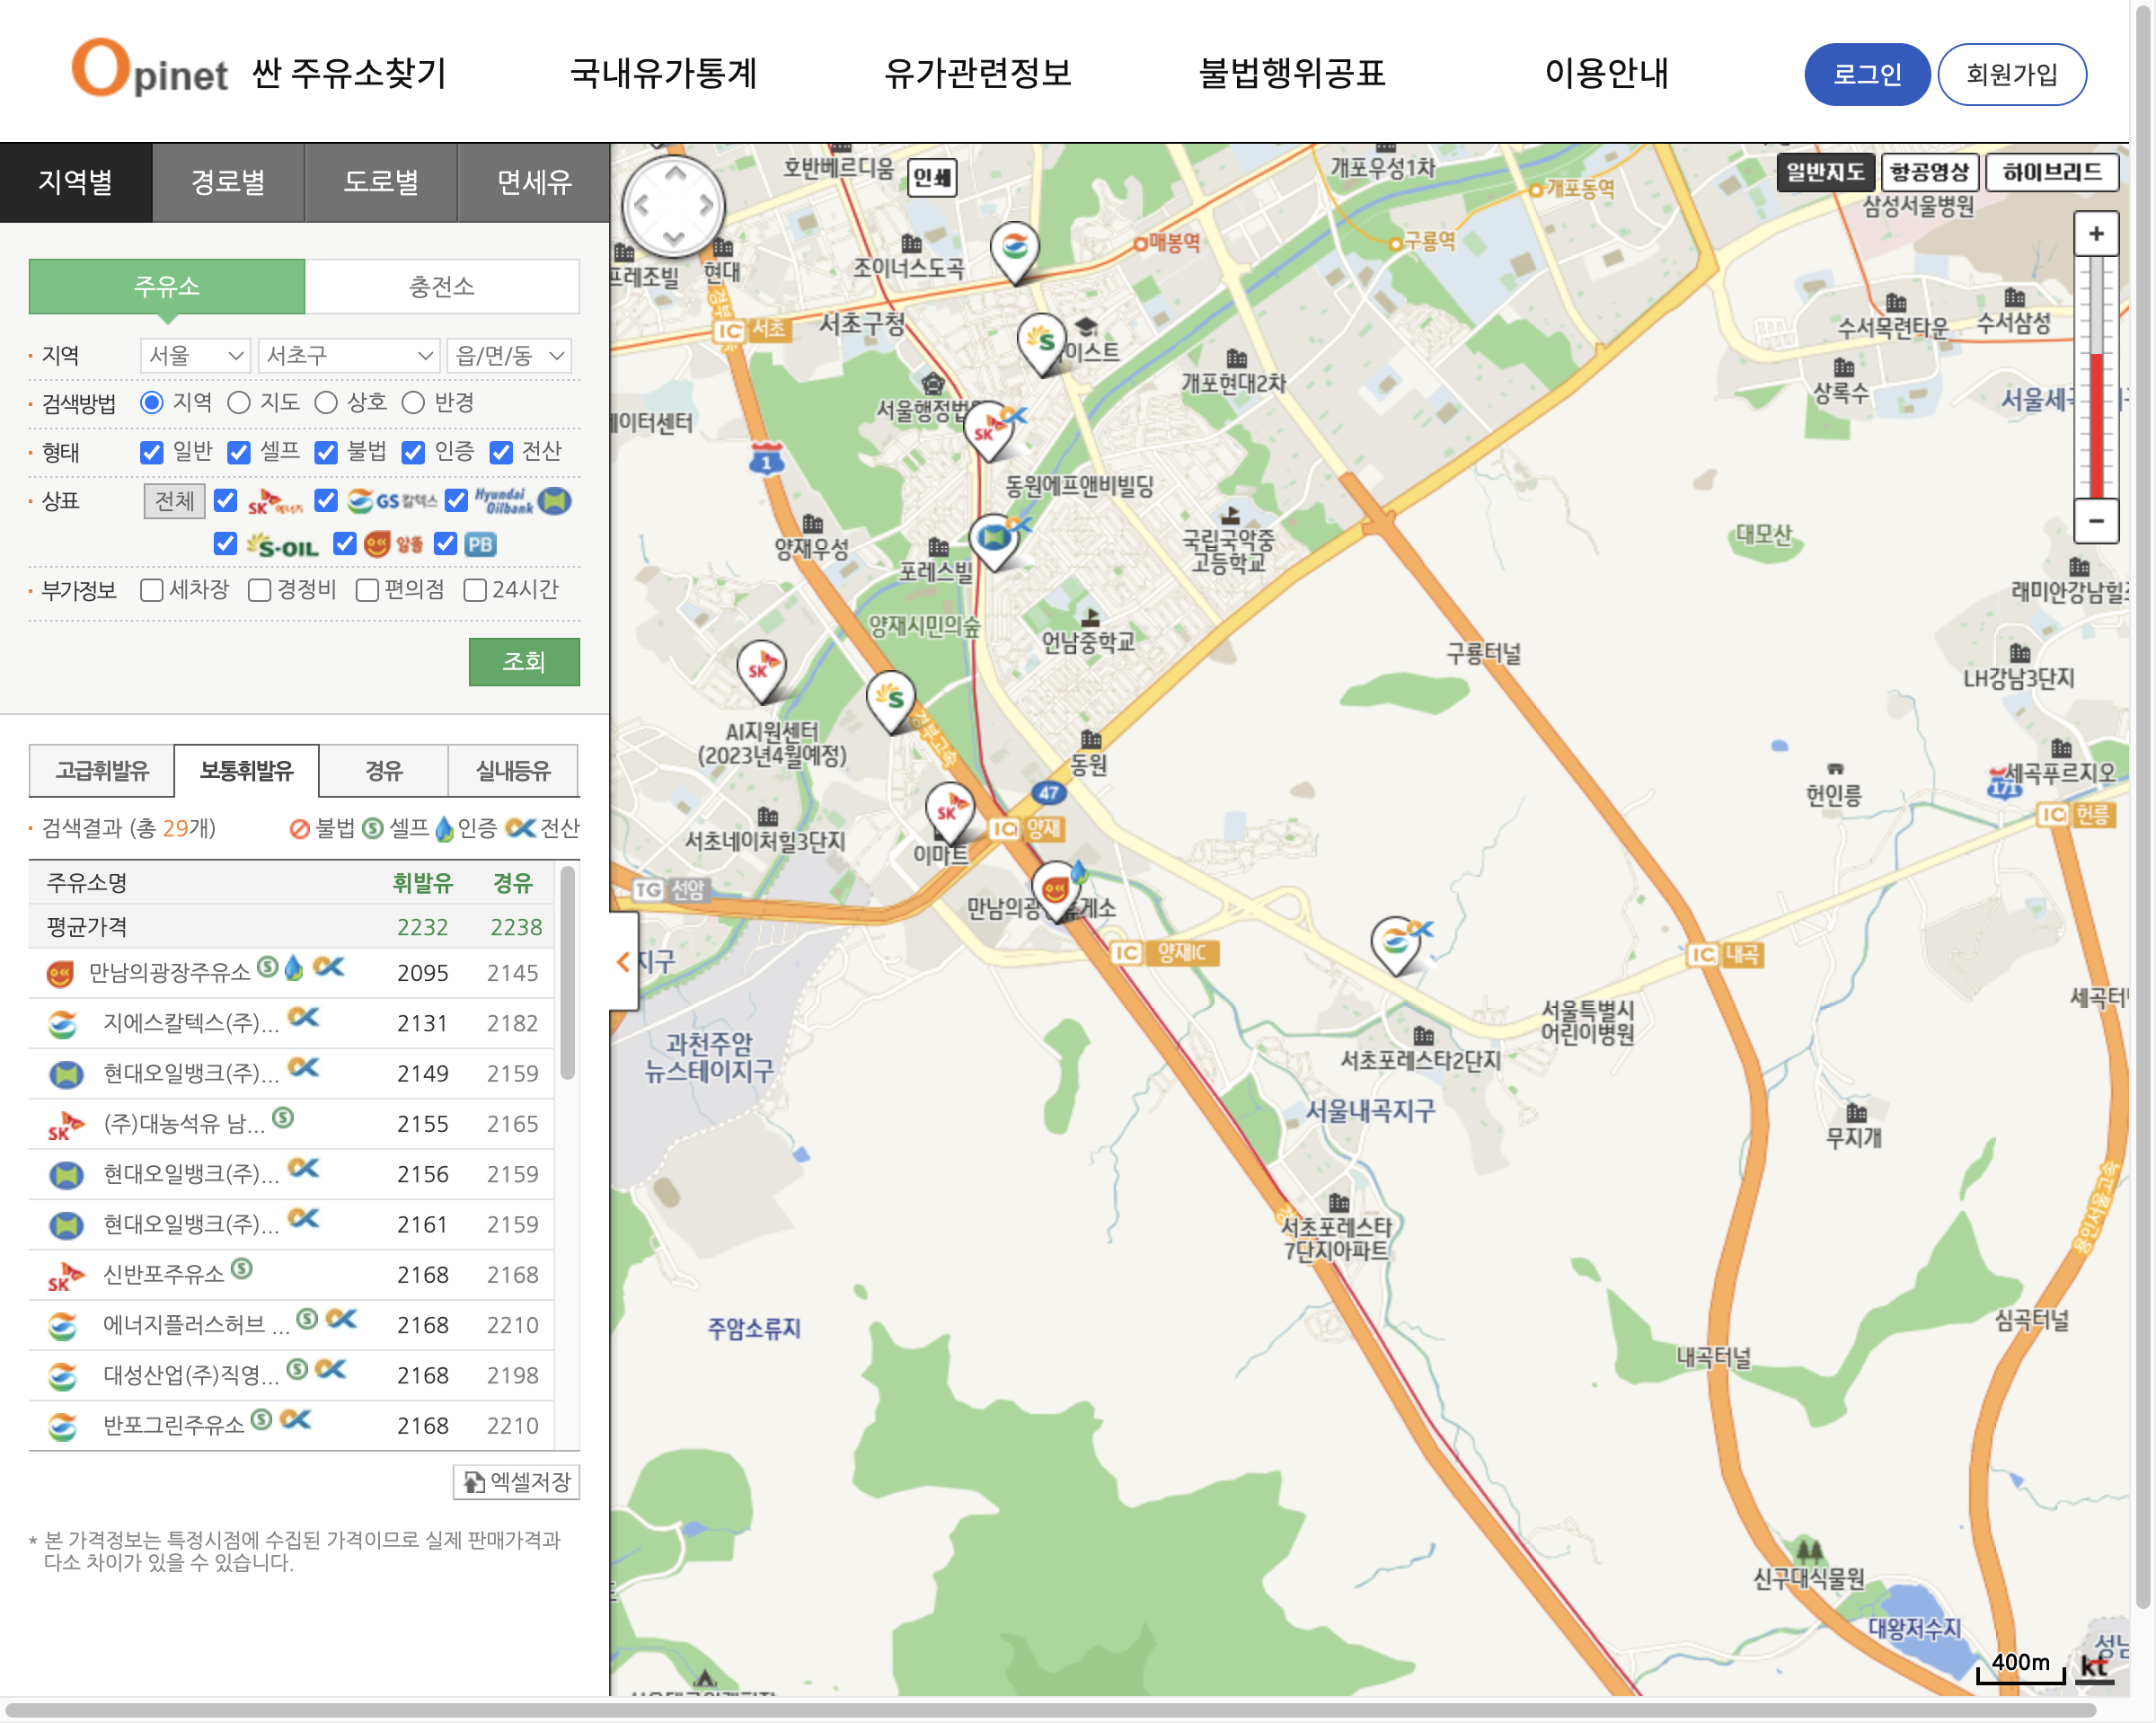 Opinet 싼 주유소찾기 국내유가통계 유가관련정보 불법행위공표 이용안내 로그인 회원가입
지역별 경로별 도로별 면세유
주유소 충전소
지역 서울 서초구 읍/면/동
검색방법 지역 지도 상호 반경
형태 일반 셀프 불법 인증 전산
상표 전체 SK에너지 GS칼텍스 Hyundai Oilbank
S-OIL 알뜰 PB
부가정보 세차장 경정비 편의점 24시간
조회
고급휘발유 보통휘발유 경유 실내등유
검색결과 (총 29개) 불법 셀프 인증 전산
주유소명 휘발유 경유
평균가격 2232 2238
만남의광장주유소 2095 2145
지에스칼텍스(주)... 2131 2182
현대오일뱅크(주)... 2149 2159
SK (주)대농석유 남... 2155 2165
현대오일뱅크(주)... 2156 2159
현대오일뱅크(주)... 2161 2159
SK 신반포주유소 2168 2168
에너지플러스허브 ... 2168 2210
대성산업(주)직영... 2168 2198
반포그린주유소 2168 2210
엑셀저장
* 본 가격정보는 특정시점에 수집된 가격이므로 실제 판매가격과
다소 차이가 있을 수 있습니다.
호반베르디움 인쇄 개포우성1차 일반지도 항공영상 하이브리드
개포동역
삼성서울병원
매봉역 구룡역
프레조빌 현대 조이너스도곡
IC 서초 서초구청
수서목련타운 수서삼성
이스트
개포현대2차
상록수
서울행정법
데이터센터
SK
1
동원에프앤비빌딩
양재우성
포레스빌
국립국악중
고등학교
대모산
래미안강남힐즈
양재시민의숲
언남중학교
구룡터널
LH강남3단지
SK
AI지원센터
(2023년4월예정)
경부고속
동원
세곡푸르지오
171
헌인릉
47
SK
IC 양재
IC 헌릉
서초네이처힐3단지
이마트
TG 선암
만남의광장휴게소
IC 양재IC
IC 내곡
지구
세곡터
서울특별시
어린이병원
과천주암
뉴스테이지구
서초포레스타2단지
서울내곡지구
무지개
용인서울고속
서초포레스타
7단지아파트
주암소류지
심곡터널
내곡터널
신구대식물원
대왕저수지
성남
400m kt